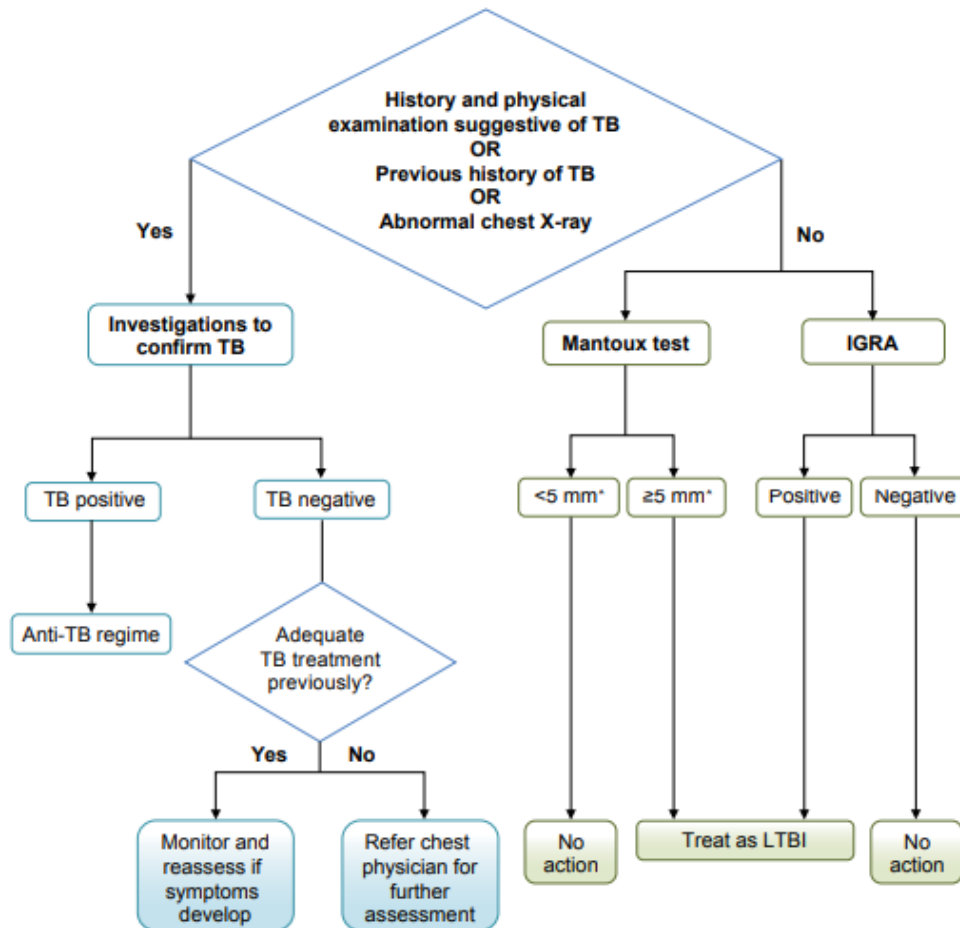 History and physical
examination suggestive of TB
OR
Previous history of TB
OR
Abnormal chest X-ray
Yes
No
Investigations to
confirm TB
Mantoux test
IGRA
TB positive
TB negative
<5 mm*
≥5 mm*
Positive
Negative
Anti-TB regime
Adequate
TB treatment
previously?
Yes
No
Monitor and
reassess if
symptoms
develop
Refer chest
physician for
further
assessment
No
action
Treat as LTBI
No
action